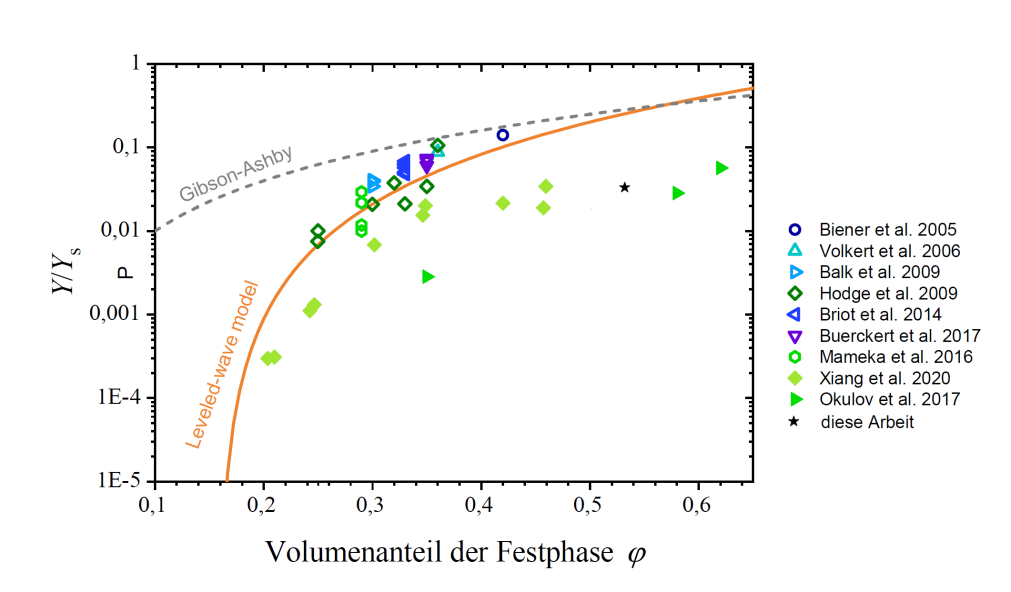 1
0,1
0,01
0,001
1E-4
1E-5
Y/Ys
P
Gibson-Ashby
Leveled-wave model
0,1 0,2 0,3 0,4 0,5 0,6
Volumenanteil der Festphase φ
Biener et al. 2005
Volkert et al. 2006
Balk et al. 2009
Hodge et al. 2009
Briot et al. 2014
Buerckert et al. 2017
Mameka et al. 2016
Xiang et al. 2020
Okulov et al. 2017
diese Arbeit